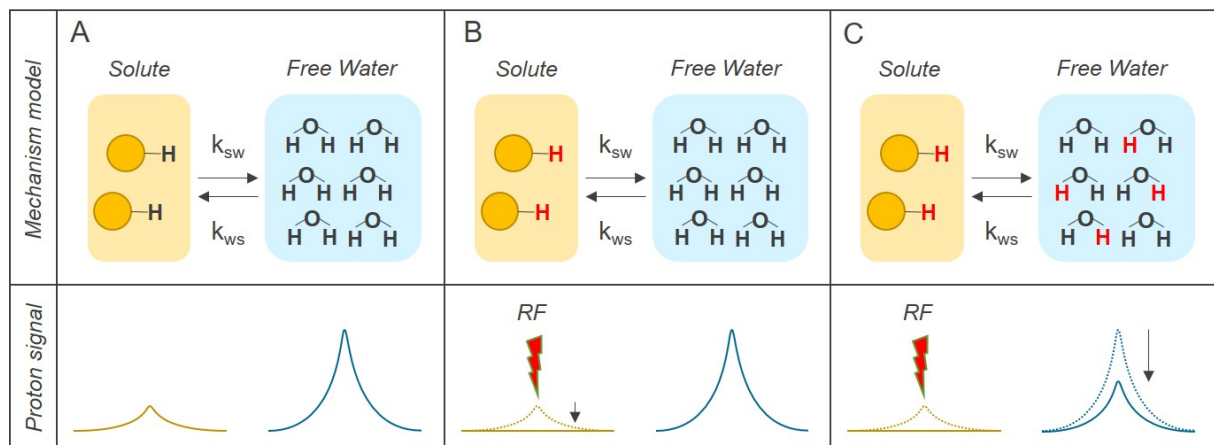 A
B
C
Mechanism model
Solute
Free Water
Solute
Free Water
Solute
Free Water
H
H
k_sw
k_ws
O
H H
O
H H
O
H H
O
H H
O
H H
O
H H
H
H
k_sw
k_ws
O
H H
O
H H
O
H H
O
H H
O
H H
O
H H
H
H
k_sw
k_ws
O
H H
O
H H
O
H H
O
H H
O
H H
O
H H
Proton signal
RF
RF